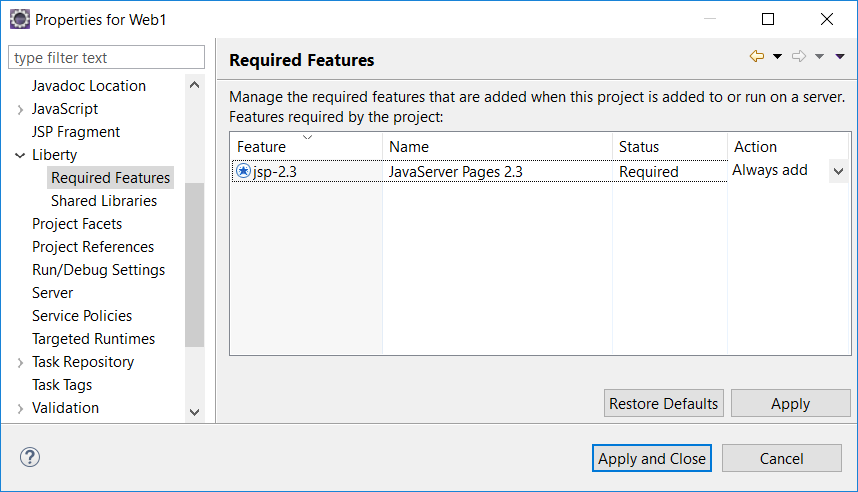 Properties for Web1
type filter text
Javadoc Location
JavaScript
JSP Fragment
Liberty
Required Features
Shared Libraries
Project Facets
Project References
Run/Debug Settings
Server
Service Policies
Targeted Runtimes
Task Repository
Task Tags
Validation
Required Features
Manage the required features that are added when this project is added to or run on a server.
Features required by the project:
Feature Name Status Action
jsp-2.3 JavaServer Pages 2.3 Required Always add
Restore Defaults Apply
? Apply and Close Cancel